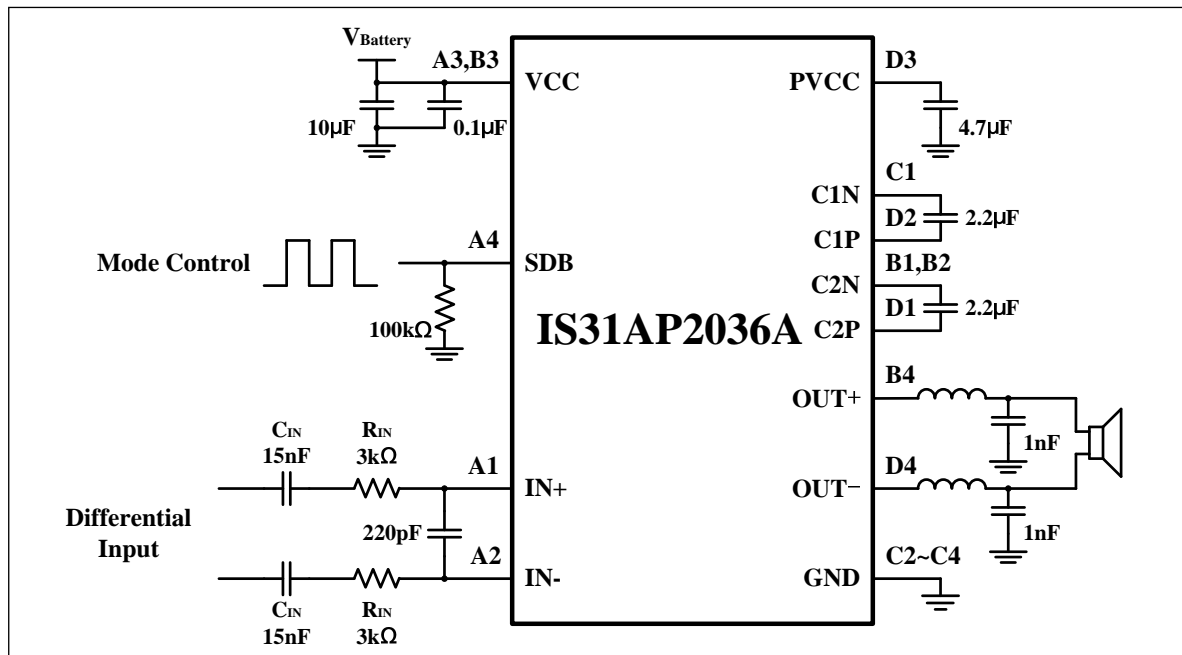 VBattery
A3,B3
VCC
10µF
0.1µF
Mode Control
A4
SDB
100kΩ
CIN
15nF
RIN
3kΩ
A1
IN+
Differential
Input
220pF
A2
IN-
CIN
15nF
RIN
3kΩ
IS31AP2036A
D3
PVCC
4.7µF
C1
C1N
D2
2.2µF
C1P
B1,B2
C2N
D1
2.2µF
C2P
B4
OUT+
1nF
D4
OUT−
1nF
C2~C4
GND